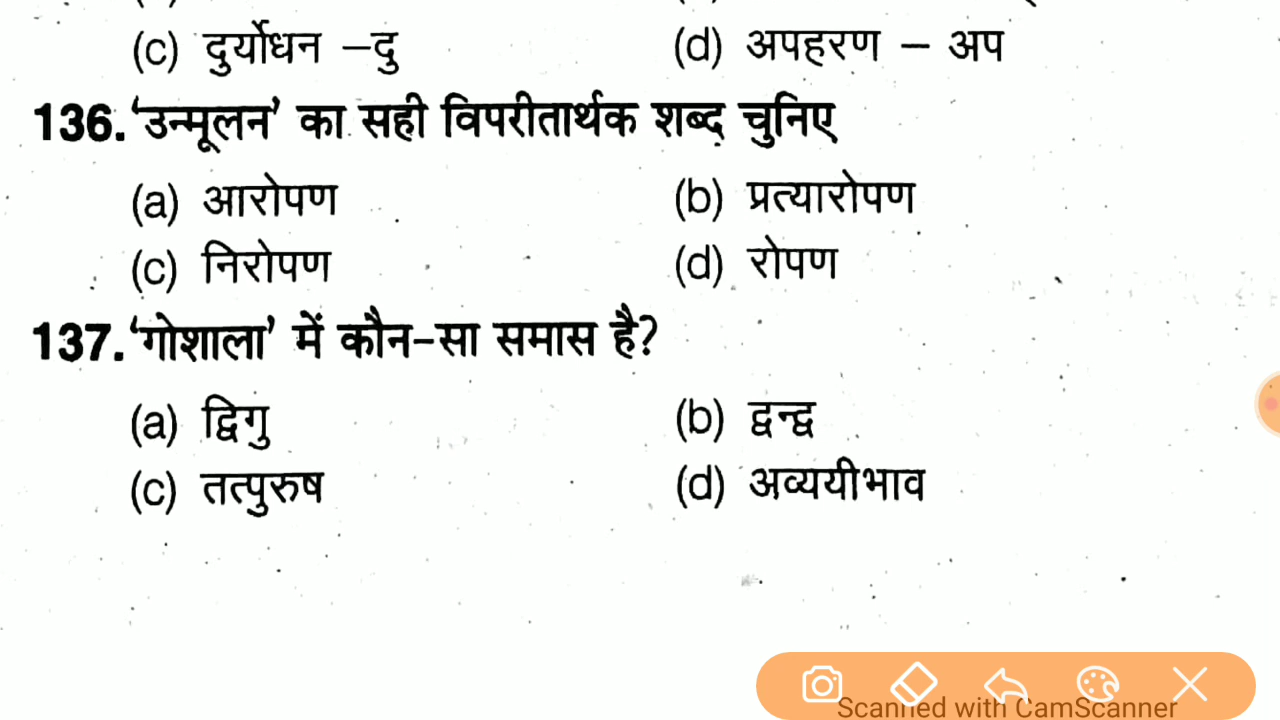 (c) दुर्योधन –दु (d) अपहरण – अप
136. 'उन्मूलन' का सही विपरीतार्थक शब्द चुनिए
(a) आरोपण (b) प्रत्यारोपण
(c) निरोपण (d) रोपण
137. 'गोशाला' में कौन-सा समास है?
(a) द्विगु (b) द्वन्द्व
(c) तत्पुरुष (d) अव्ययीभाव
Scanned with CamScanner